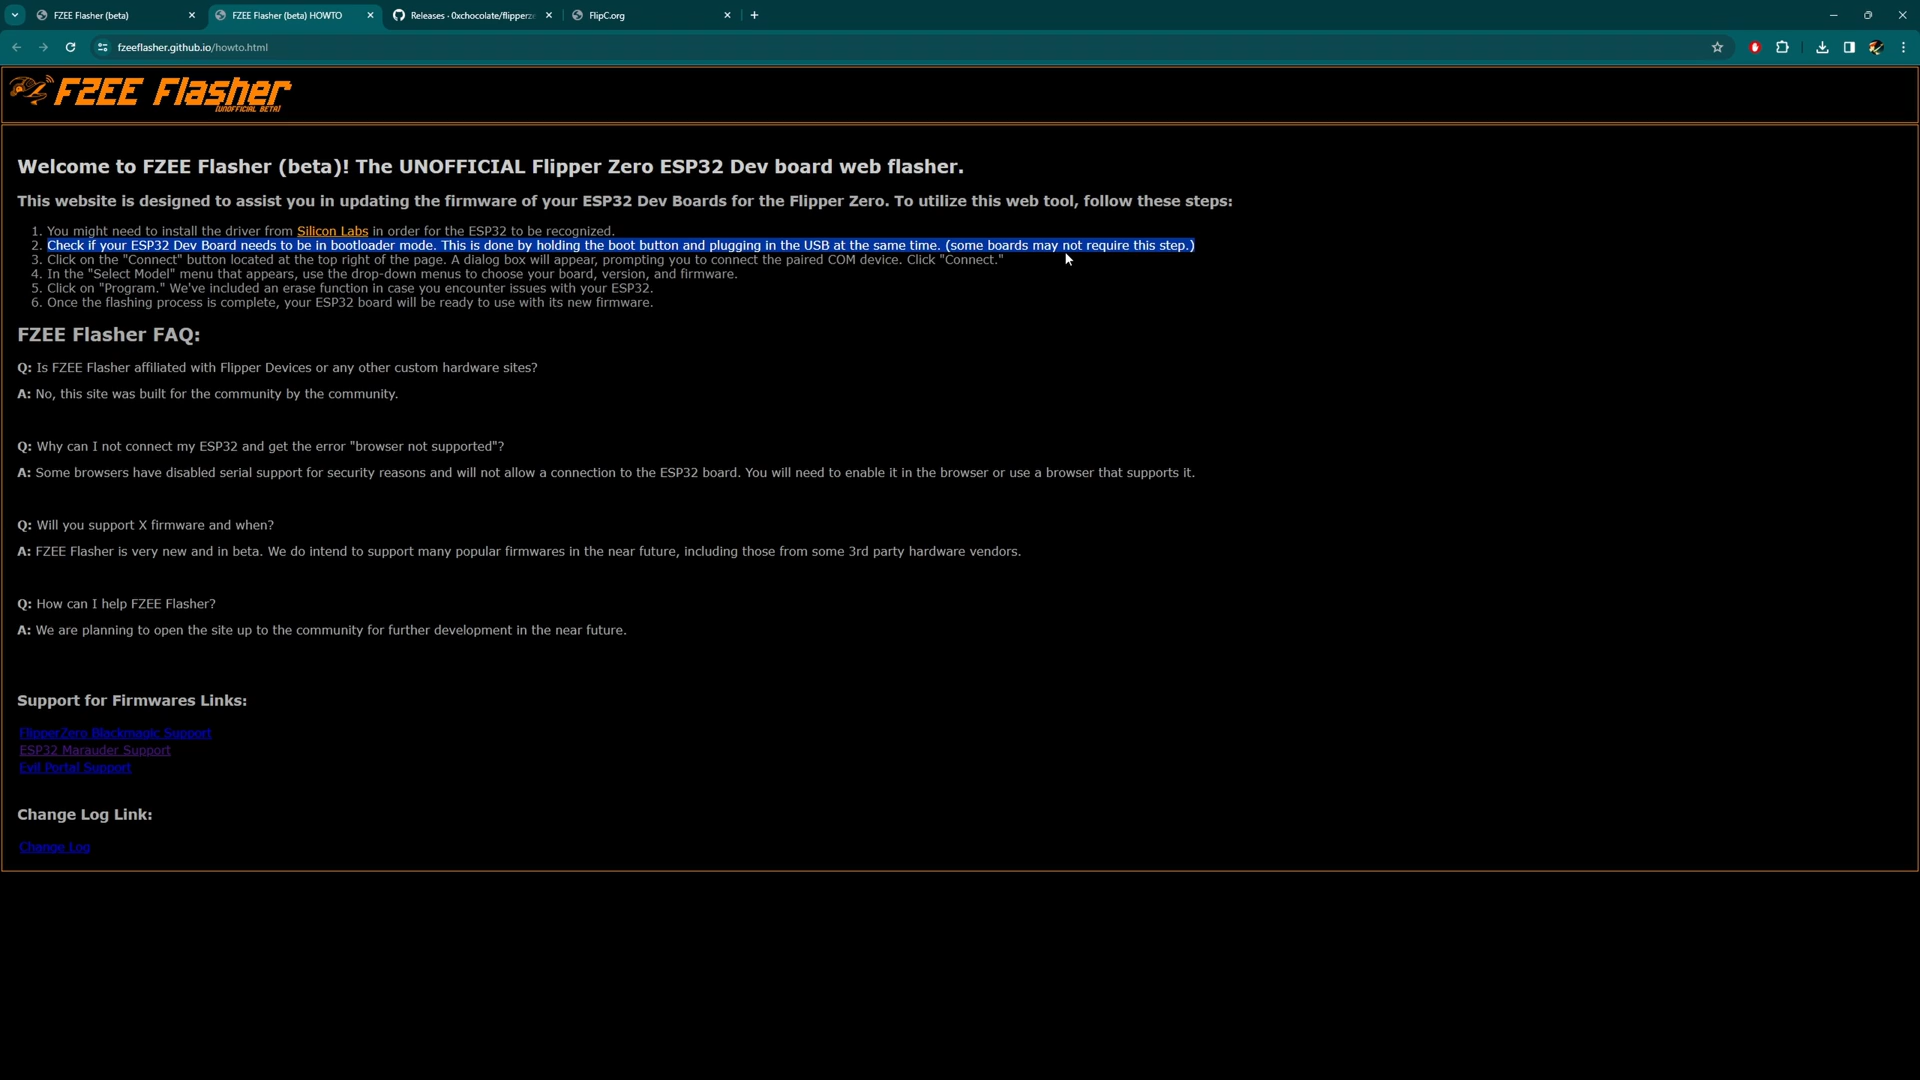 FZEE Flasher (beta)
FZEE Flasher (beta) HOWTO
Releases · 0xchocolate/flipperze
FlipC.org
fzeeflasher.github.io/howto.html
FZEE Flasher
[UNOFFICIAL BETA]
Welcome to FZEE Flasher (beta)! The UNOFFICIAL Flipper Zero ESP32 Dev board web flasher.
This website is designed to assist you in updating the firmware of your ESP32 Dev Boards for the Flipper Zero. To utilize this web tool, follow these steps:
1. You might need to install the driver from Silicon Labs in order for the ESP32 to be recognized.
2. Check if your ESP32 Dev Board needs to be in bootloader mode. This is done by holding the boot button and plugging in the USB at the same time. (some boards may not require this step.)
3. Click on the "Connect" button located at the top right of the page. A dialog box will appear, prompting you to connect the paired COM device. Click "Connect."
4. In the "Select Model" menu that appears, use the drop-down menus to choose your board, version, and firmware.
5. Click on "Program." We've included an erase function in case you encounter issues with your ESP32.
6. Once the flashing process is complete, your ESP32 board will be ready to use with its new firmware.
FZEE Flasher FAQ:
Q: Is FZEE Flasher affiliated with Flipper Devices or any other custom hardware sites?
A: No, this site was built for the community by the community.
Q: Why can I not connect my ESP32 and get the error "browser not supported"?
A: Some browsers have disabled serial support for security reasons and will not allow a connection to the ESP32 board. You will need to enable it in the browser or use a browser that supports it.
Q: Will you support X firmware and when?
A: FZEE Flasher is very new and in beta. We do intend to support many popular firmwares in the near future, including those from some 3rd party hardware vendors.
Q: How can I help FZEE Flasher?
A: We are planning to open the site up to the community for further development in the near future.
Support for Firmwares Links:
FlipperZero Blackmagic Support
ESP32 Marauder Support
Evil Portal Support
Change Log Link:
Change Log